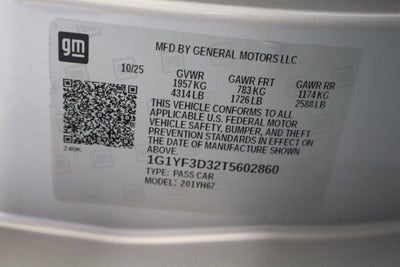 gm
MFD BY GENERAL MOTORS LLC
10/25
GVWR GAWR FRT GAWR RR
1957 KG 783 KG 1174 KG
4314 LB 1726 LB 2588 LB
THIS VEHICLE CONFORMS TO ALL
APPLICABLE U.S. FEDERAL MOTOR
VEHICLE SAFETY, BUMPER, AND THEFT
PREVENTION STANDARDS IN EFFECT ON
THE DATE OF MANUFACTURE SHOWN ABOVE.
1G1YF3D32T5602860
TYPE: PASS CAR
MODEL: 201YH67
240K